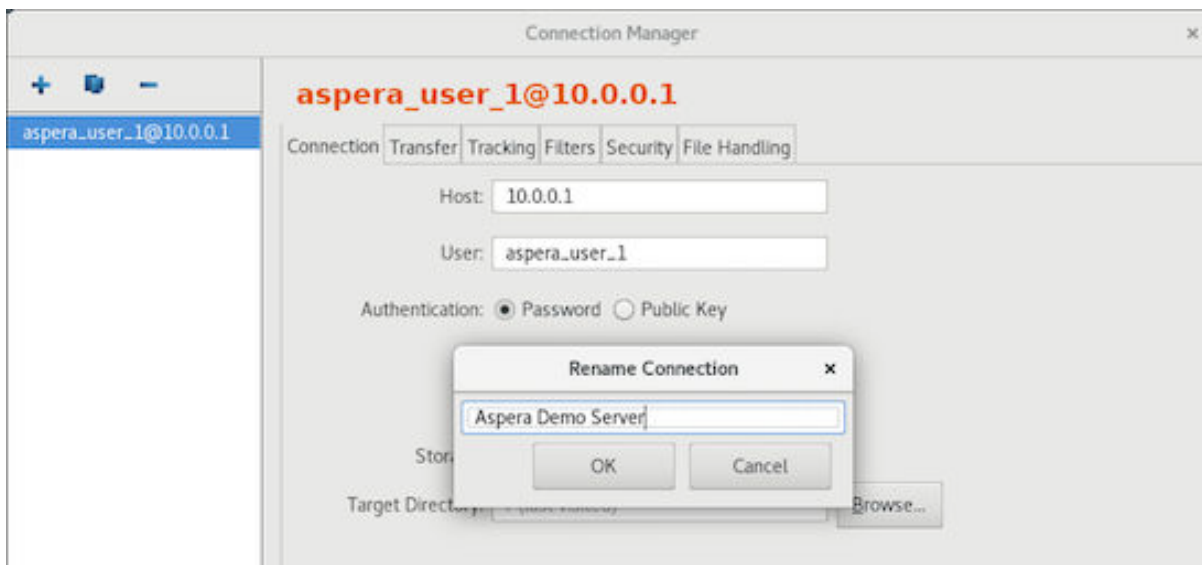 Connection Manager
aspera_user_1@10.0.0.1
aspera_user_1@10.0.0.1
Connection Transfer Tracking Filters Security File Handling
Host: 10.0.0.1
User: aspera_user_1
Authentication: Password Public Key
Rename Connection
Aspera Demo Server
OK Cancel
Target Directory:
Browse...